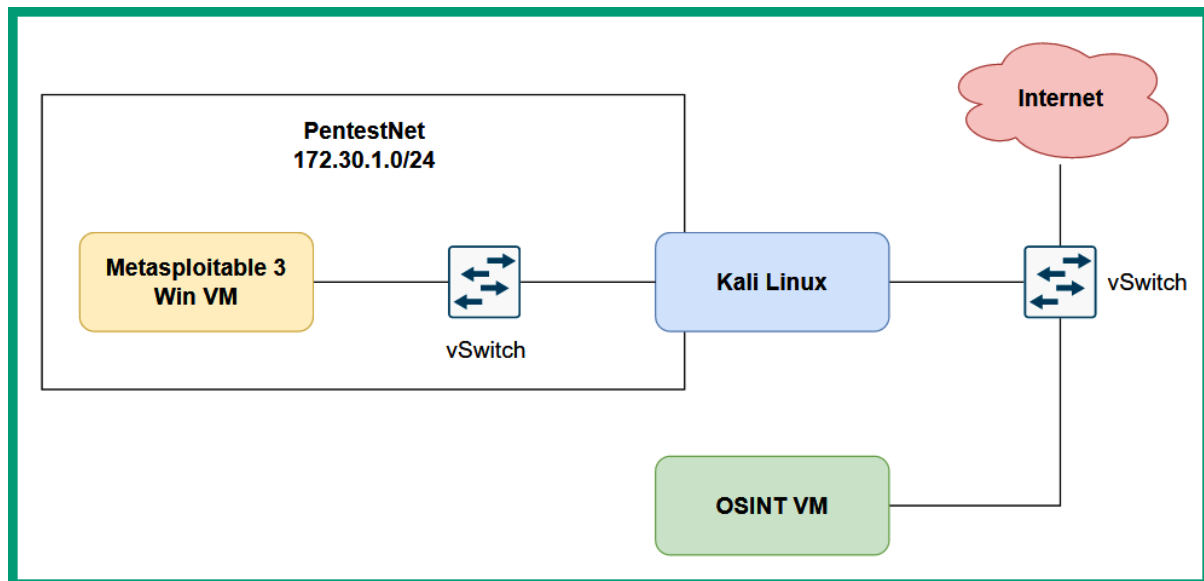 PentestNet
172.30.1.0/24
Internet
Metasploitable 3
Win VM
vSwitch
Kali Linux
vSwitch
OSINT VM